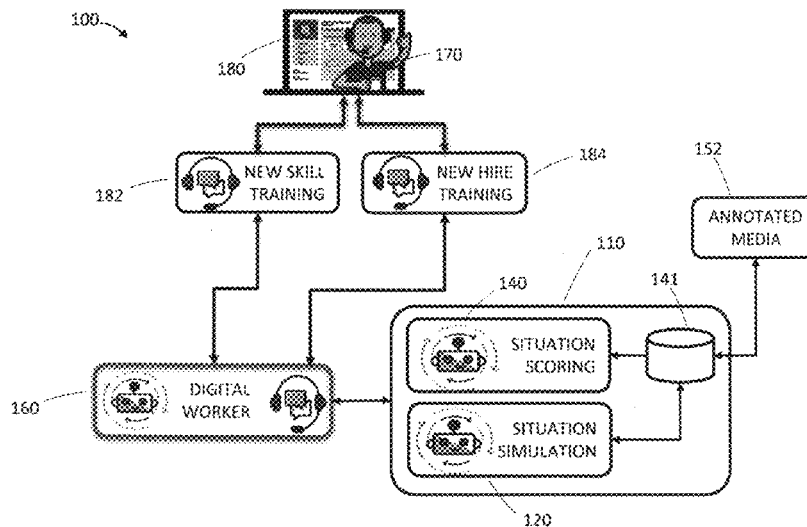 100
180
170
NEW SKILL
TRAINING
182
NEW HIRE
TRAINING
184
152
ANNOTATED
MEDIA
110
140
141
SITUATION
SCORING
160
DIGITAL
WORKER
SITUATION
SIMULATION
120